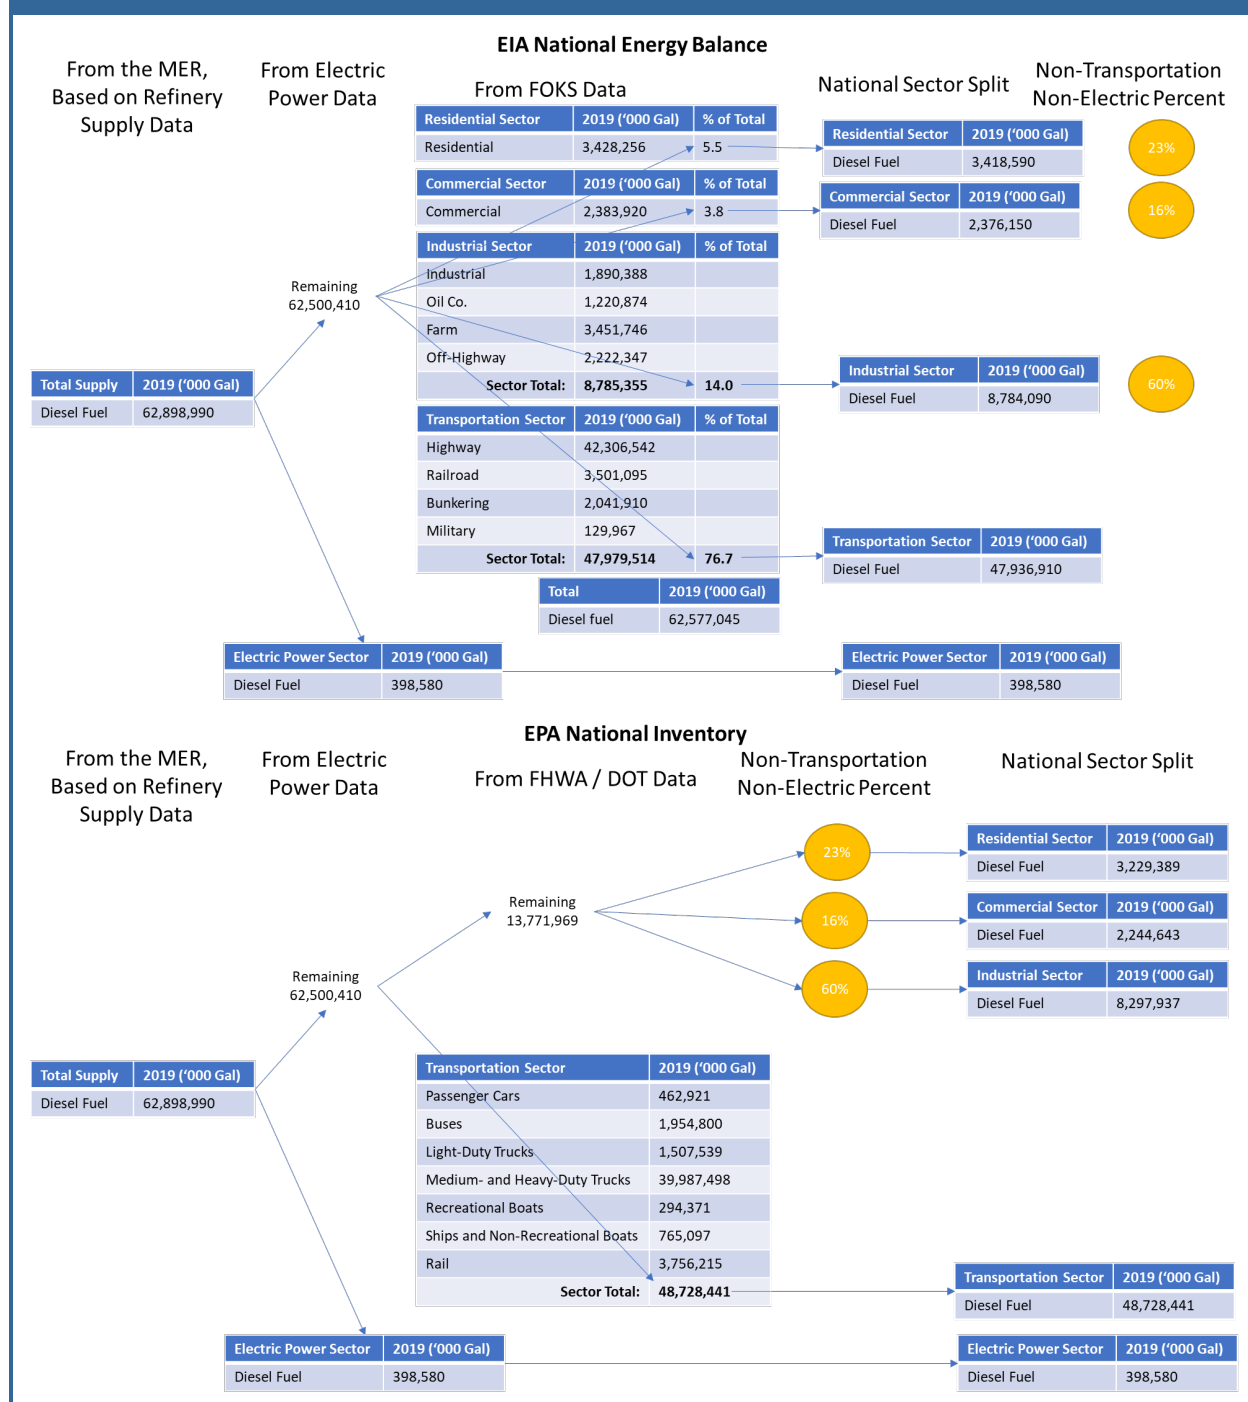 EIA National Energy Balance
From the MER,
Based on Refinery
Supply Data
From Electric
Power Data
From FOKS Data
National Sector Split
Non-Transportation
Non-Electric Percent
Residential Sector 2019 (‘000 Gal) % of Total
Residential 3,428,256 5.5
Residential Sector 2019 (‘000 Gal)
Diesel Fuel 3,418,590
23%
Commercial Sector 2019 (‘000 Gal) % of Total
Commercial 2,383,920 3.8
Commercial Sector 2019 (‘000 Gal)
Diesel Fuel 2,376,150
16%
Industrial Sector 2019 (‘000 Gal) % of Total
Industrial 1,890,388
Oil Co. 1,220,874
Farm 3,451,746
Off-Highway 2,222,347
Sector Total: 8,785,355 14.0
Remaining
62,500,410
Industrial Sector 2019 (‘000 Gal)
Diesel Fuel 8,784,090
60%
Total Supply 2019 (‘000 Gal)
Diesel Fuel 62,898,990
Transportation Sector 2019 (‘000 Gal) % of Total
Highway 42,306,542
Railroad 3,501,095
Bunkering 2,041,910
Military 129,967
Sector Total: 47,979,514 76.7
Transportation Sector 2019 (‘000 Gal)
Diesel Fuel 47,936,910
Total 2019 (‘000 Gal)
Diesel fuel 62,577,045
Electric Power Sector 2019 (‘000 Gal)
Diesel Fuel 398,580
Electric Power Sector 2019 (‘000 Gal)
Diesel Fuel 398,580
EPA National Inventory
From the MER,
Based on Refinery
Supply Data
From Electric
Power Data
From FHWA / DOT Data
Non-Transportation
Non-Electric Percent
National Sector Split
23%
Residential Sector 2019 (‘000 Gal)
Diesel Fuel 3,229,389
Remaining
13,771,969
16%
Commercial Sector 2019 (‘000 Gal)
Diesel Fuel 2,244,643
Remaining
62,500,410
60%
Industrial Sector 2019 (‘000 Gal)
Diesel Fuel 8,297,937
Total Supply 2019 (‘000 Gal)
Diesel Fuel 62,898,990
Transportation Sector 2019 (‘000 Gal)
Passenger Cars 462,921
Buses 1,954,800
Light-Duty Trucks 1,507,539
Medium- and Heavy-Duty Trucks 39,987,498
Recreational Boats 294,371
Ships and Non-Recreational Boats 765,097
Rail 3,756,215
Sector Total: 48,728,441
Transportation Sector 2019 (‘000 Gal)
Diesel Fuel 48,728,441
Electric Power Sector 2019 (‘000 Gal)
Diesel Fuel 398,580
Electric Power Sector 2019 (‘000 Gal)
Diesel Fuel 398,580